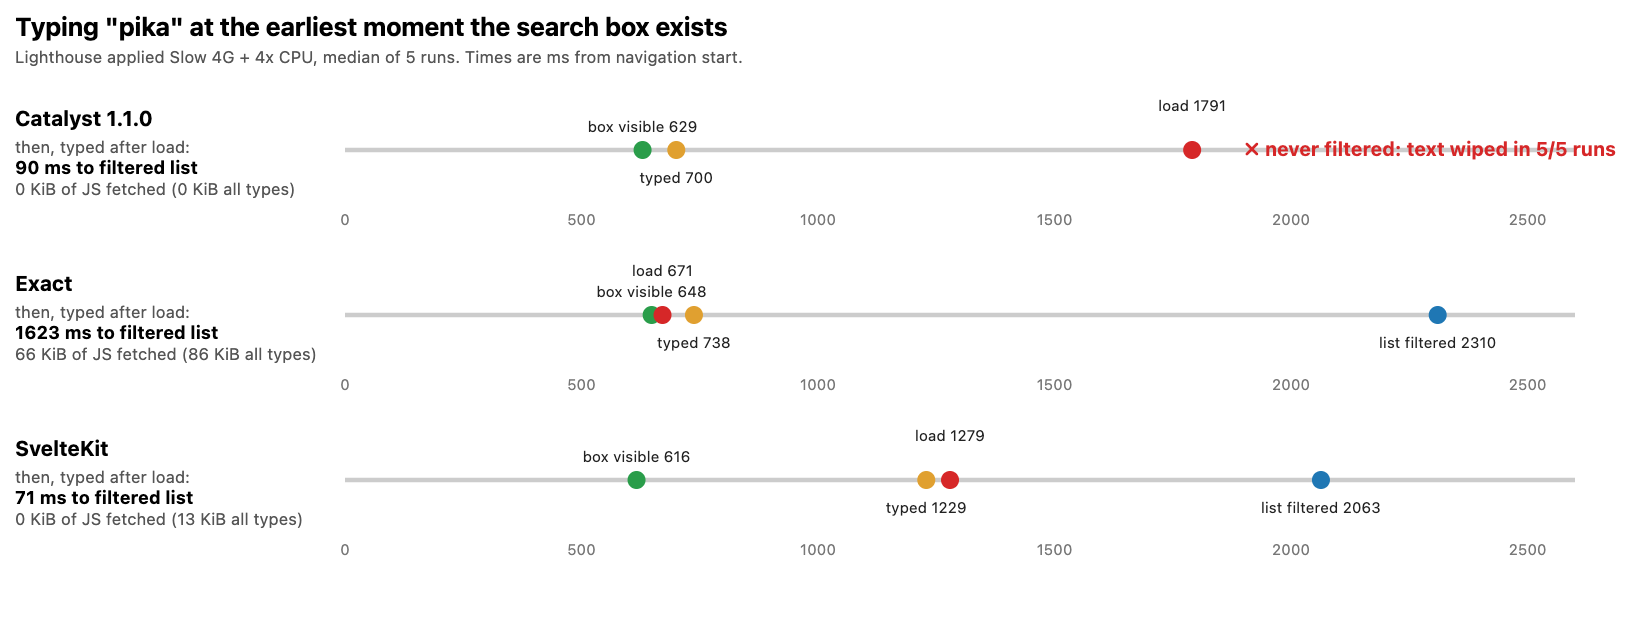 Typing "pika" at the earliest moment the search box exists
Lighthouse applied Slow 4G + 4x CPU, median of 5 runs. Times are ms from navigation start.
Catalyst 1.1.0
then, typed after load:
90 ms to filtered list
0 KiB of JS fetched (0 KiB all types)
load 1791
box visible 629
✕ never filtered: text wiped in 5/5 runs
typed 700
0 500 1000 1500 2000 2500
Exact
then, typed after load:
1623 ms to filtered list
66 KiB of JS fetched (86 KiB all types)
load 671
box visible 648
typed 738
list filtered 2310
0 500 1000 1500 2000 2500
SvelteKit
then, typed after load:
71 ms to filtered list
0 KiB of JS fetched (13 KiB all types)
load 1279
box visible 616
typed 1229
list filtered 2063
0 500 1000 1500 2000 2500